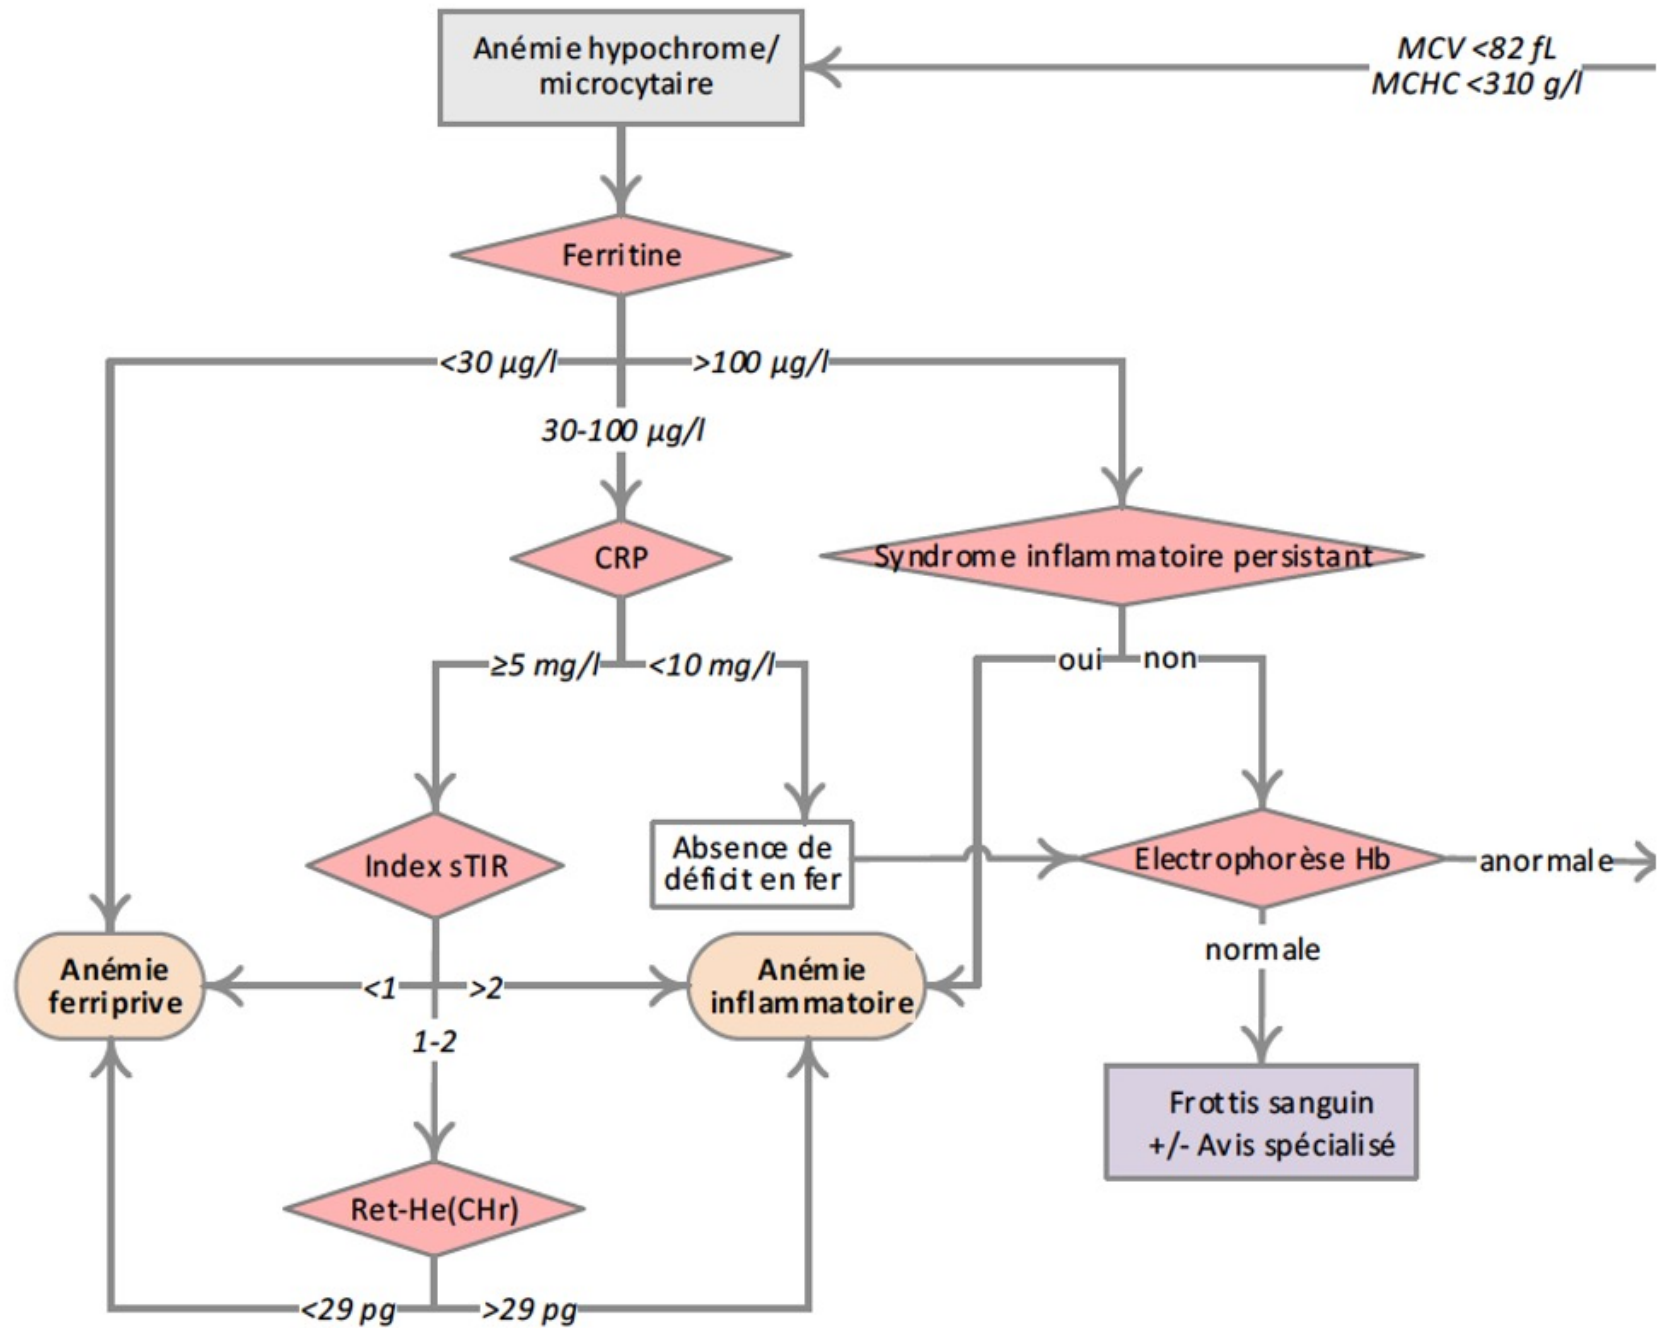 Anémie hypochrome/
microcytaire
MCV <82 fL
MCHC <310 g/l
Ferritine
<30 µg/l
>100 µg/l
30-100 µg/l
CRP
Syndrome inflammatoire persistant
≥5 mg/l
<10 mg/l
oui
non
Index sTIR
Absence de
déficit en fer
Electrophorèse Hb
anormale
normale
Anémie
ferriprive
<1
>2
Anémie
inflammatoire
1-2
Frottis sanguin
+/- Avis spécialisé
Ret-He(CHr)
<29 pg
>29 pg